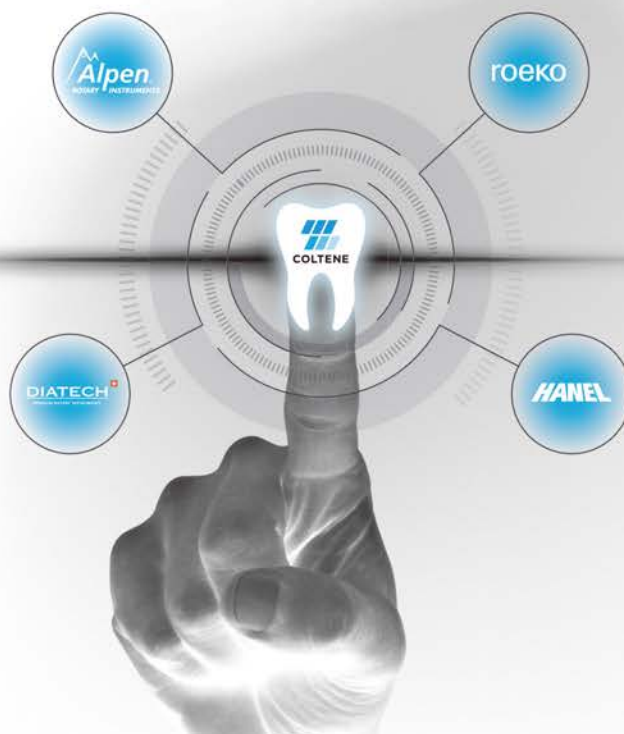 Alpen
ROTARY INSTRUMENTS
roeko
COLTENE
DIATECH
HANEL